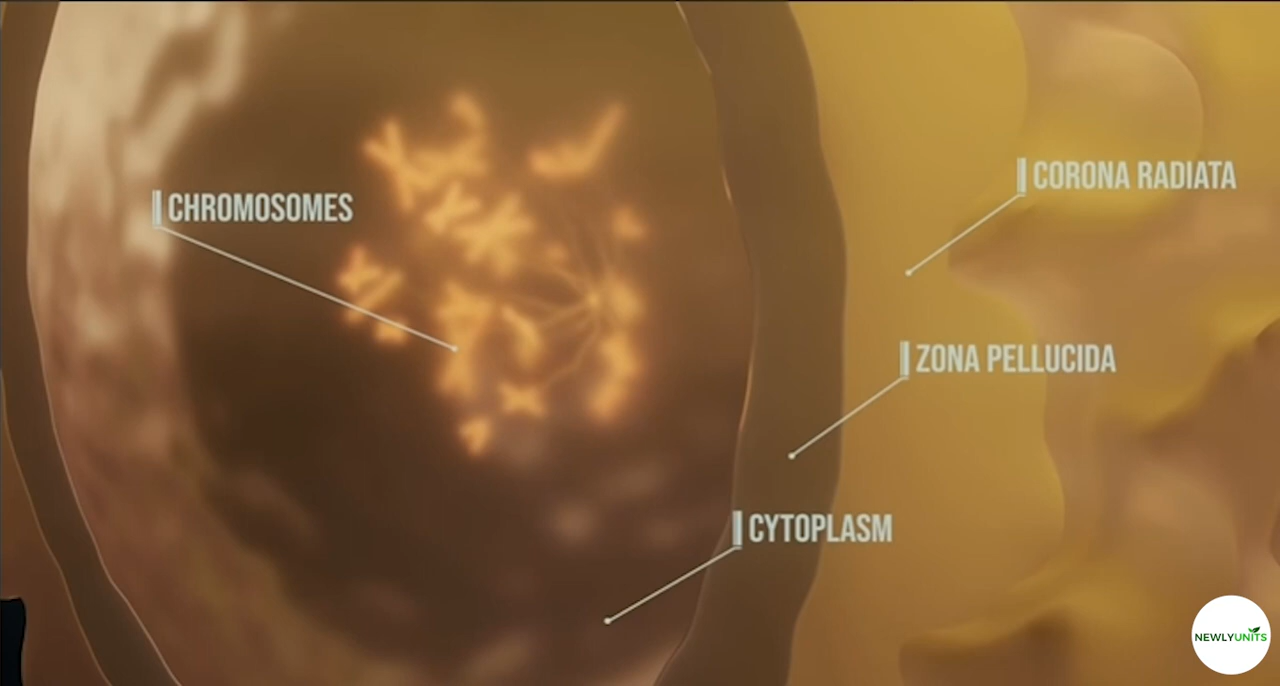 CORONA RADIATA
CHROMOSOMES
ZONA PELLUCIDA
CYTOPLASM
NEWLYUNITS